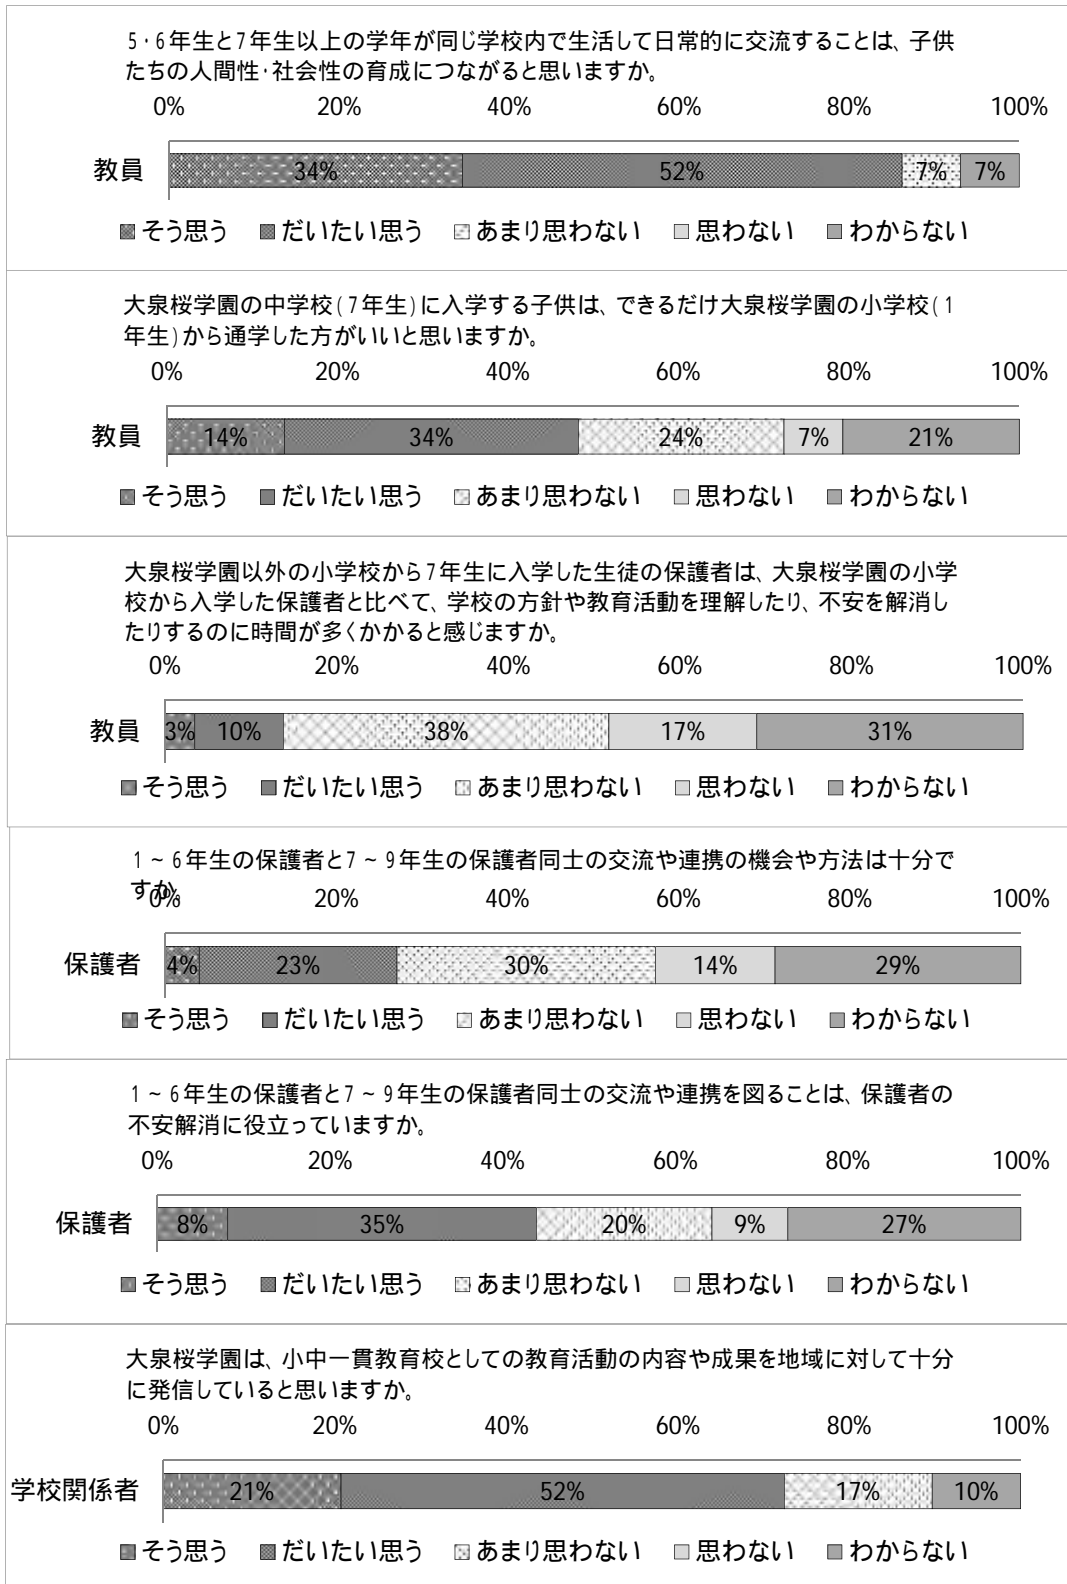 5・6年生と7年生以上の学年が同じ学校内で生活して日常的に交流することは、子供
たちの人間性・社会性の育成につながると思いますか。
0% 20% 40% 60% 80% 100%
教員 34% 52% 7% 7%
そう思う だいたい思う あまり思わない 思わない わからない
大泉桜学園の中学校(7年生)に入学する子供は、できるだけ大泉桜学園の小学校(1
年生)から通学した方がいいと思いますか。
0% 20% 40% 60% 80% 100%
教員 14% 34% 24% 7% 21%
そう思う だいたい思う あまり思わない 思わない わからない
大泉桜学園以外の小学校から7年生に入学した生徒の保護者は、大泉桜学園の小学
校から入学した保護者と比べて、学校の方針や教育活動を理解したり、不安を解消し
たりするのに時間が多くかかると感じますか。
0% 20% 40% 60% 80% 100%
教員 3% 10% 38% 17% 31%
そう思う だいたい思う あまり思わない 思わない わからない
1~6年生の保護者と7~9年生の保護者同士の交流や連携の機会や方法は十分で
すか。
0% 20% 40% 60% 80% 100%
保護者 4% 23% 30% 14% 29%
そう思う だいたい思う あまり思わない 思わない わからない
1~6年生の保護者と7~9年生の保護者同士の交流や連携を図ることは、保護者の
不安解消に役立っていますか。
0% 20% 40% 60% 80% 100%
保護者 8% 35% 20% 9% 27%
そう思う だいたい思う あまり思わない 思わない わからない
大泉桜学園は、小中一貫教育校としての教育活動の内容や成果を地域に対して十分
に発信していると思いますか。
0% 20% 40% 60% 80% 100%
学校関係者 21% 52% 17% 10%
そう思う だいたい思う あまり思わない 思わない わからない